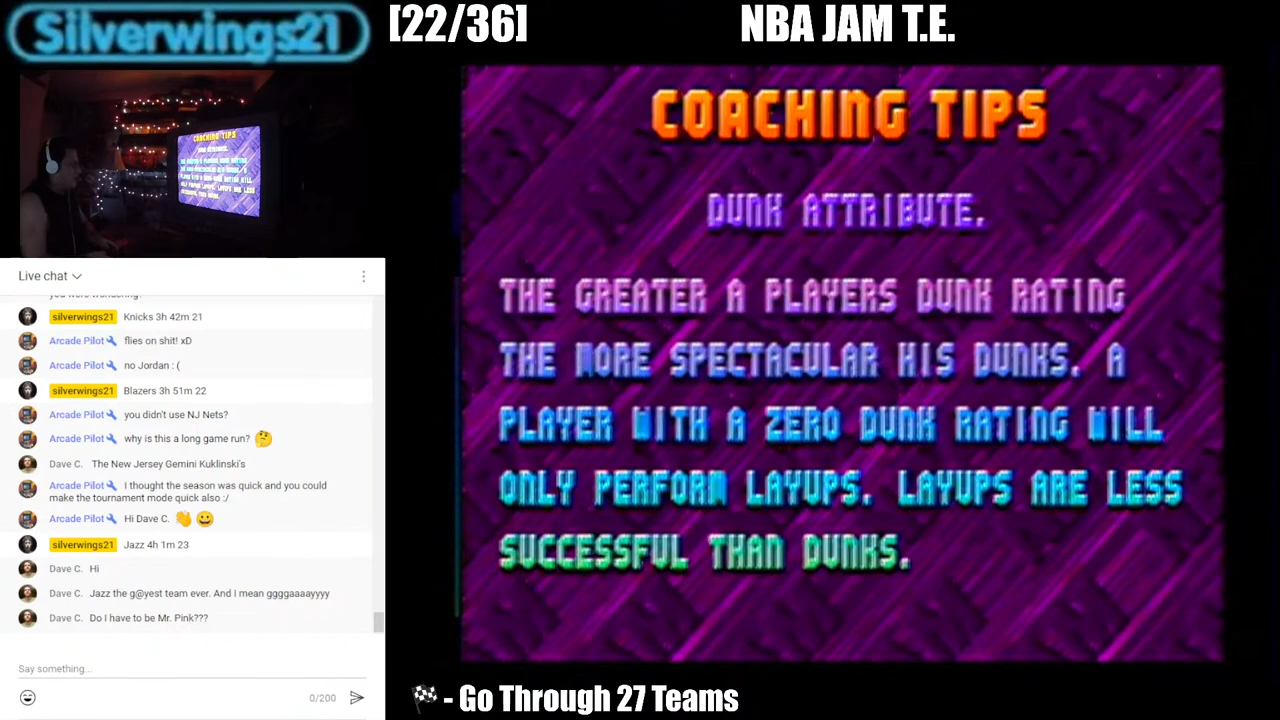 Silverwings21
[22/36]
NBA JAM T.E.
COACHING TIPS
DUNK ATTRIBUTE.
THE GREATER A PLAYERS DUNK RATING
THE MORE SPECTACULAR HIS DUNKS. A
PLAYER WITH A ZERO DUNK RATING WILL
ONLY PERFORM LAYUPS. LAYUPS ARE LESS
SUCCESSFUL THAN DUNKS.
Live chat
you were wandering?
silverwings21 Knicks 3h 42m 21
Arcade Pilot flies on shit! xD
Arcade Pilot no Jordan : (
silverwings21 Blazers 3h 51m 22
Arcade Pilot you didn't use NJ Nets?
Arcade Pilot why is this a long game run? 🤔
Dave C. The New Jersey Gemini Kuklinski's
Arcade Pilot I thought the season was quick and you could
make the tournament mode quick also :/
Arcade Pilot Hi Dave C. 👋 😀
silverwings21 Jazz 4h 1m 23
Dave C. Hi
Dave C. Jazz the g@yest team ever. And I mean ggggaaaayyyy
Dave C. Do I have to be Mr. Pink???
Say something...
0/200
🏁 - Go Through 27 Teams